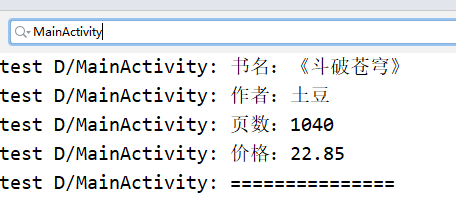 MainActivity
test D/MainActivity: 书名：《斗破苍穹》
test D/MainActivity: 作者：土豆
test D/MainActivity: 页数：1040
test D/MainActivity: 价格：22.85
test D/MainActivity: ===============